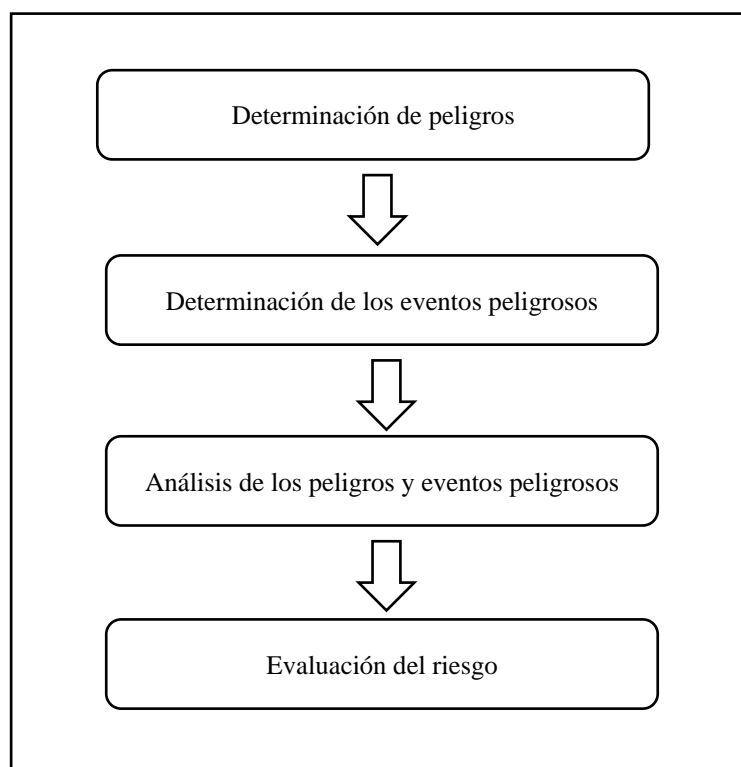 Determinación de peligros
Determinación de los eventos peligrosos
Análisis de los peligros y eventos peligrosos
Evaluación del riesgo